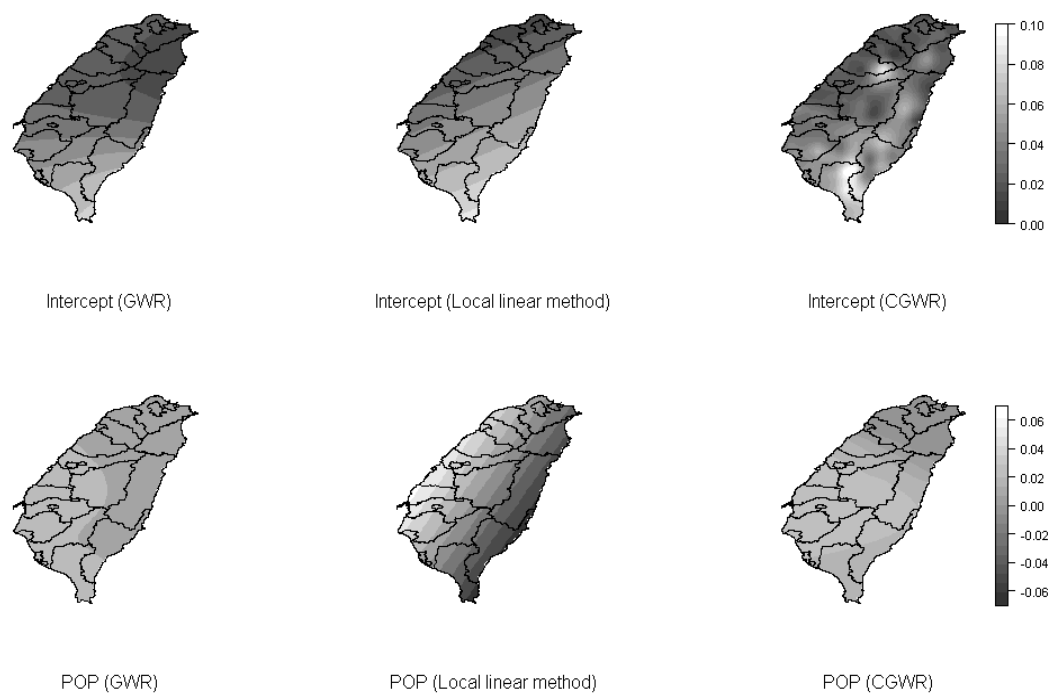 0.10
0.08
0.06
0.04
0.02
0.00
Intercept (GWR)
Intercept (Local linear method)
Intercept (CGWR)
0.06
0.04
0.02
0.00
-0.02
-0.04
-0.06
POP (GWR)
POP (Local linear method)
POP (CGWR)